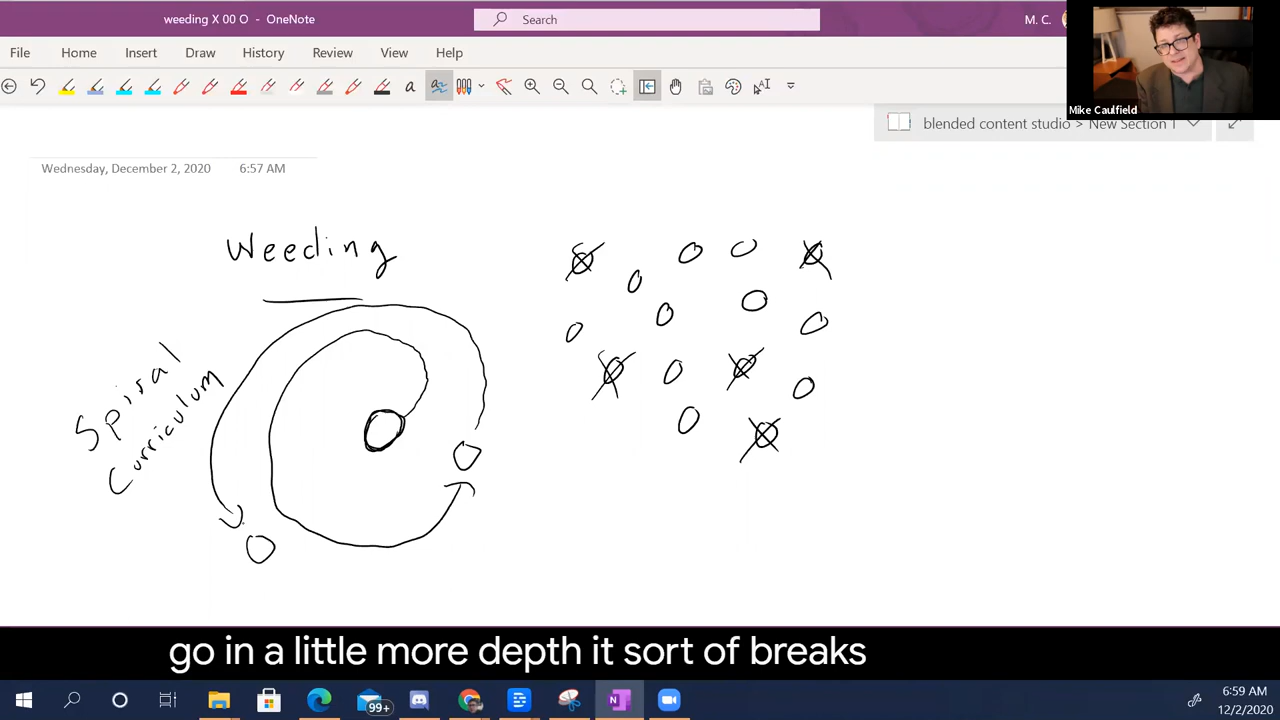 weeding X 00 O - OneNote
Search
M. C.
File Home Insert Draw History Review View Help
Mike Caulfield
blended content studio > New Section 1
Wednesday, December 2, 2020 6:57 AM
Weeding
Spiral
Curriculum
go in a little more depth it sort of breaks
99+
6:59 AM
12/2/2020